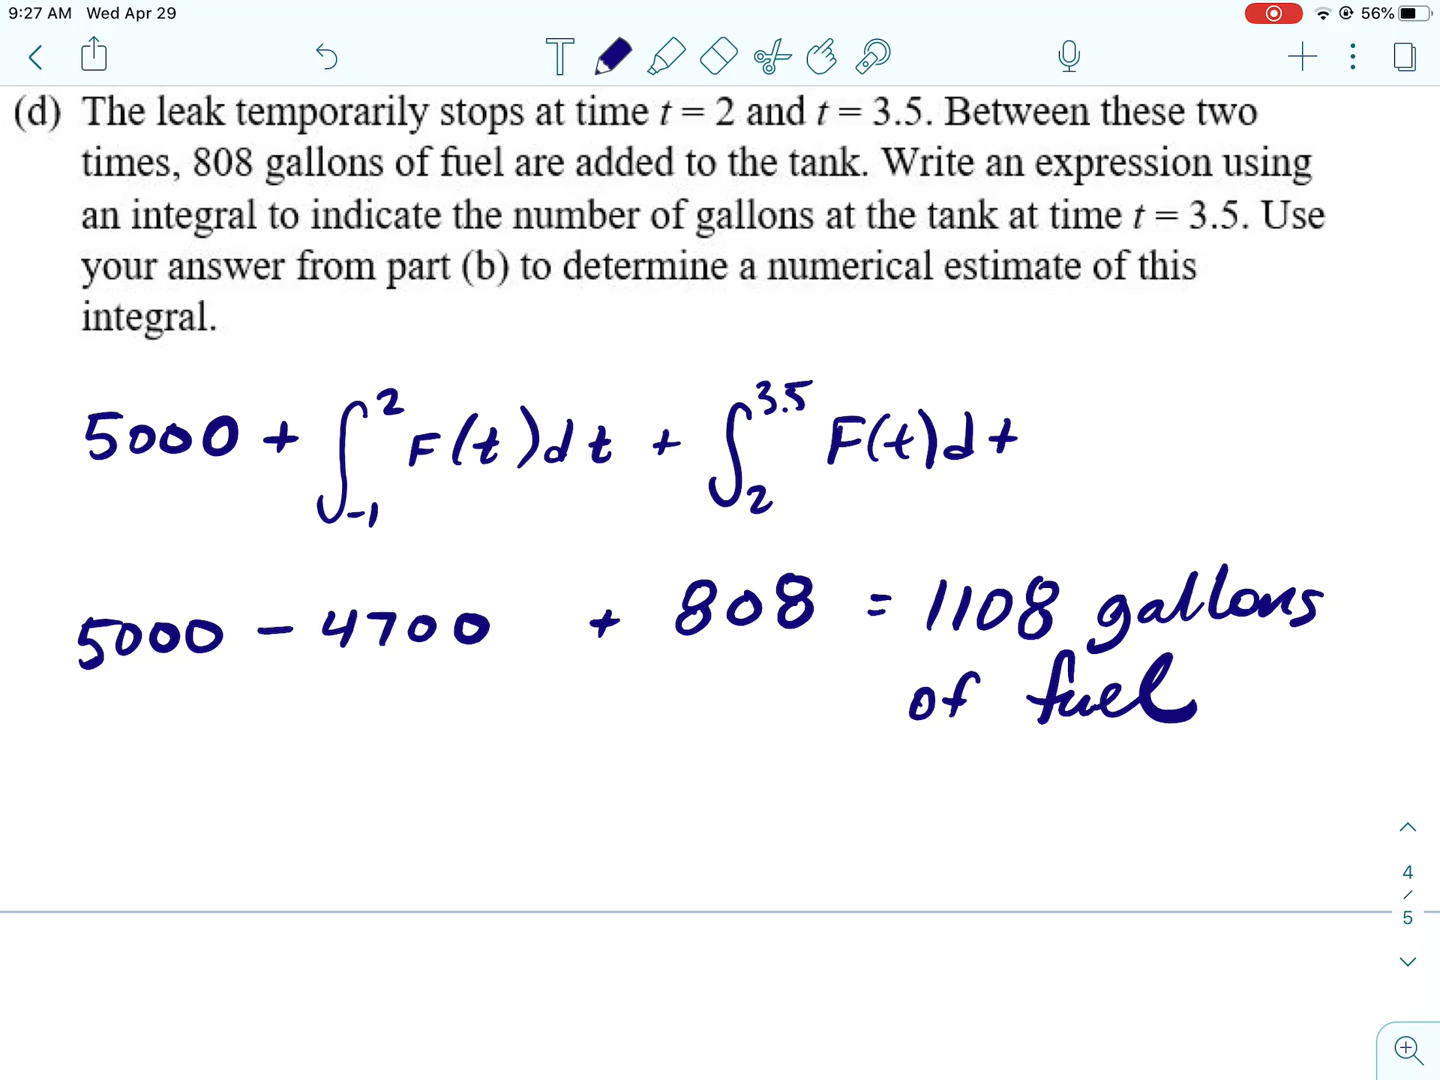 9:27 AM Wed Apr 29 56%
T
(d) The leak temporarily stops at time t = 2 and t = 3.5. Between these two
times, 808 gallons of fuel are added to the tank. Write an expression using
an integral to indicate the number of gallons at the tank at time t = 3.5. Use
your answer from part (b) to determine a numerical estimate of this
integral.
5000 + ∫_{-1}^{2} F(t)dt + ∫_{2}^{3.5} F(t)dt
5000 - 4700 + 808 = 1108 gallons
of fuel
4
/
5